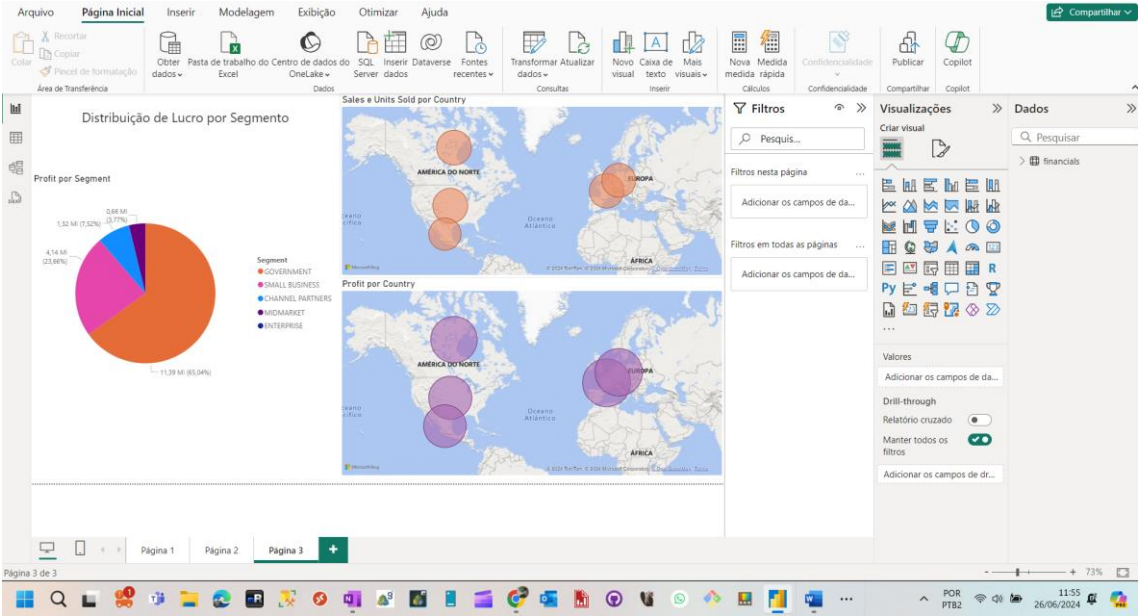 Arquivo Página Inicial Inserir Modelagem Exibição Otimizar Ajuda Compartilhar
Colar
Recortar
Copiar
Pincel de formatação
Área de Transferência
Obter dados
Pasta de trabalho do Excel
Centro de dados do OneLake
SQL Server
Inserir dados
Dataverse
Fontes recentes
Dados
Transformar dados
Atualizar
Consultas
Novo visual
Caixa de texto
Mais visuais
Inserir
Nova medida
Medida rápida
Cálculos
Confidencialidade
Confidencialidade
Publicar
Compartilhar
Copilot
Copilot
Distribuição de Lucro por Segmento
Profit por Segment
0,66 Mi
(3,77%)
1,32 Mi (7,52%)
4,14 Mi
(23,66%)
11,39 Mi (65,04%)
Segment
GOVERNMENT
SMALL BUSINESS
CHANNEL PARTNERS
MIDMARKET
ENTERPRISE
Sales e Units Sold por Country
AMÉRICA DO NORTE
EUROPA
Oceano
Atlântico
ÁFRICA
Profit por Country
AMÉRICA DO NORTE
EUROPA
Oceano
Atlântico
ÁFRICA
Filtros
Pesquis...
Filtros nesta página ...
Adicionar os campos de da...
Filtros em todas as páginas ...
Adicionar os campos de da...
Visualizações
Criar visual
R
Py
...
Valores
Adicionar os campos de da...
Drill-through
Relatório cruzado
Manter todos os
filtros
Adicionar os campos de dr...
Dados
Pesquisar
financials
Página 1 Página 2 Página 3 +
Página 3 de 3
- + 73%
POR
PTB2
11:55
26/06/2024